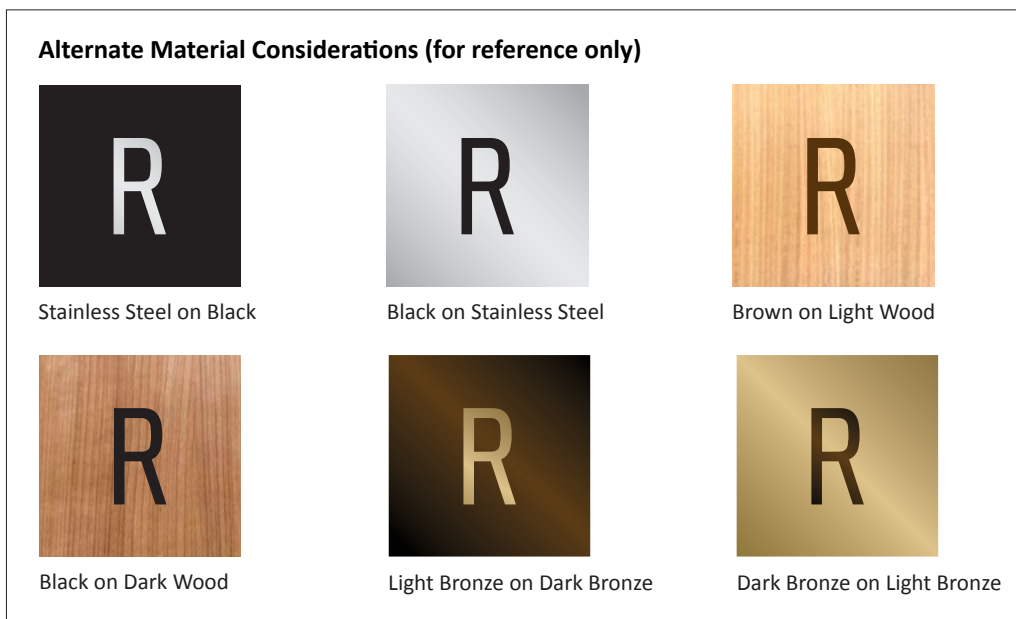 Alternate Material Considerations (for reference only)
R
R
R
Stainless Steel on Black
Black on Stainless Steel
Brown on Light Wood
R
R
R
Black on Dark Wood
Light Bronze on Dark Bronze
Dark Bronze on Light Bronze